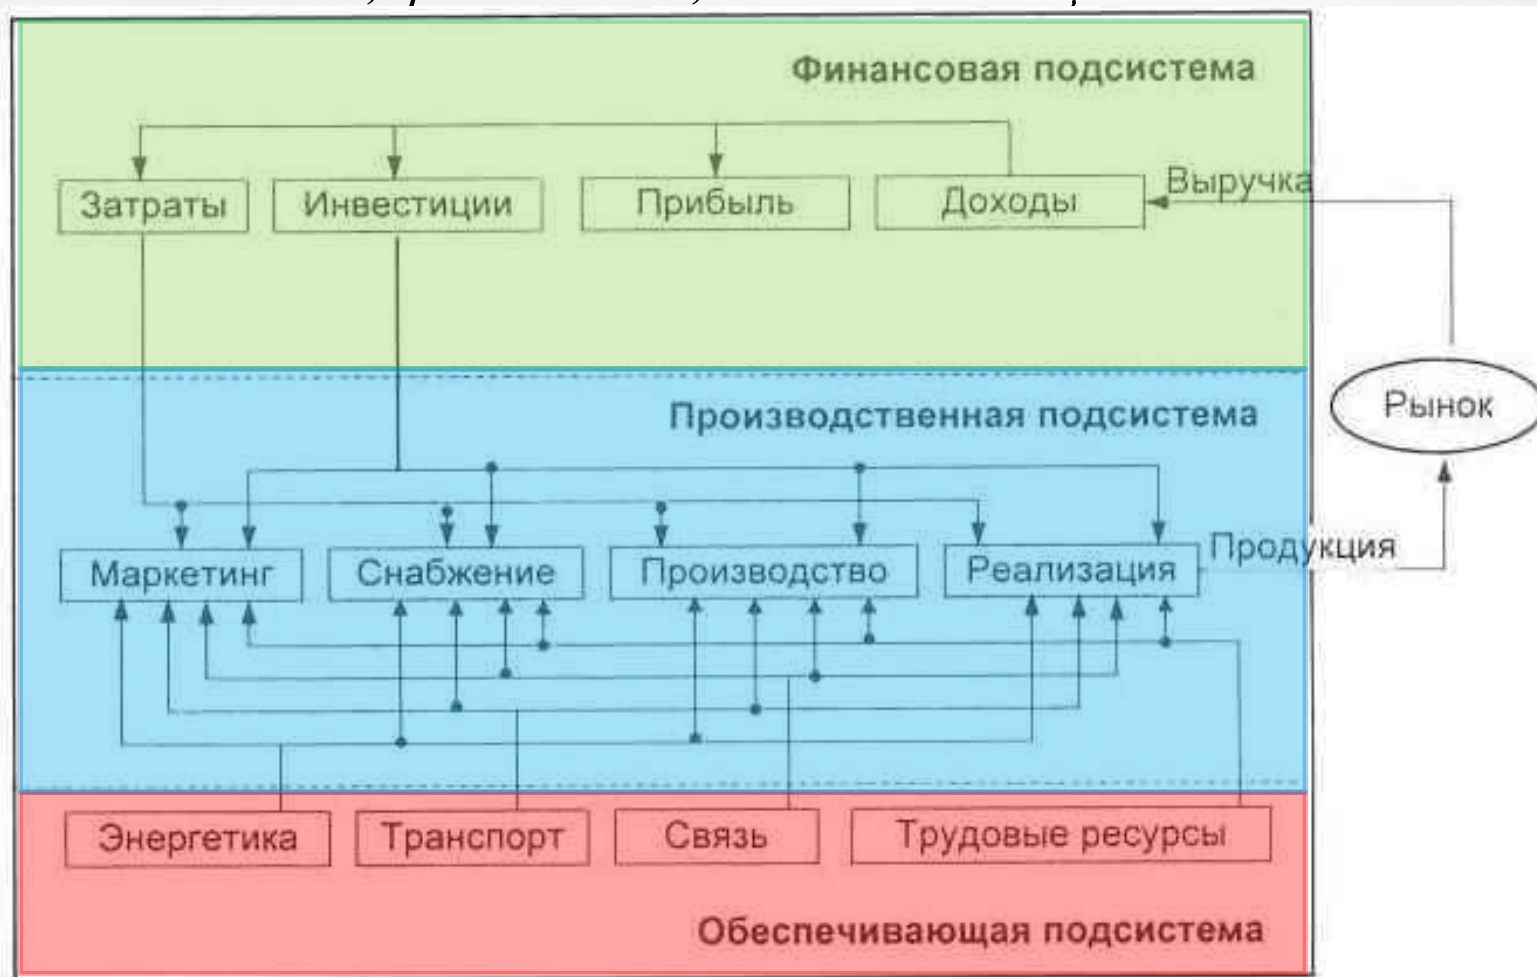 Финансовая подсистема
Затраты
Инвестиции
Прибыль
Доходы
Выручка
Производственная подсистема
Рынок
Маркетинг
Снабжение
Производство
Реализация
Продукция
Энергетика
Транспорт
Связь
Трудовые ресурсы
Обеспечивающая подсистема